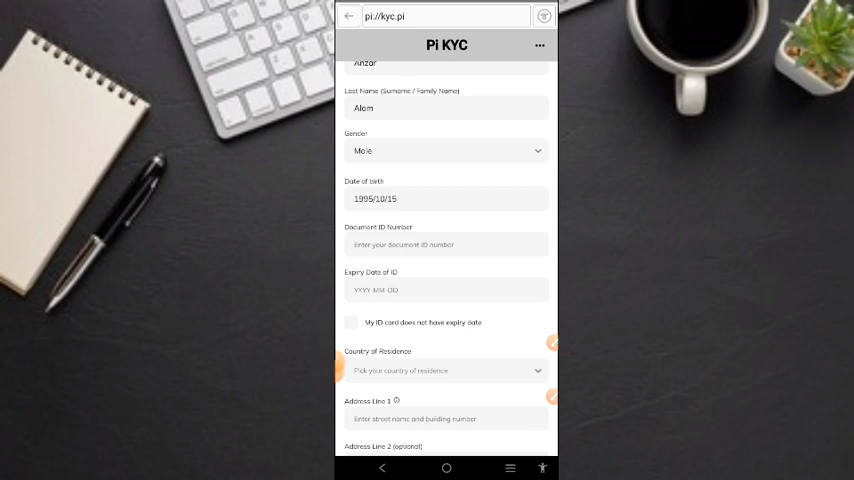 pi://kyc.pi
Pi KYC
Anzar
Last Name (Surname / Family Name)
Alam
Gender
Male
Date of birth
1995/10/15
Document ID Number
Enter your document ID number
Expiry Date of ID
YYYY-MM-DD
My ID card does not have expiry date
Country of Residence
Pick your country of residence
Address Line 1
Enter street name and building number
Address Line 2 (optional)